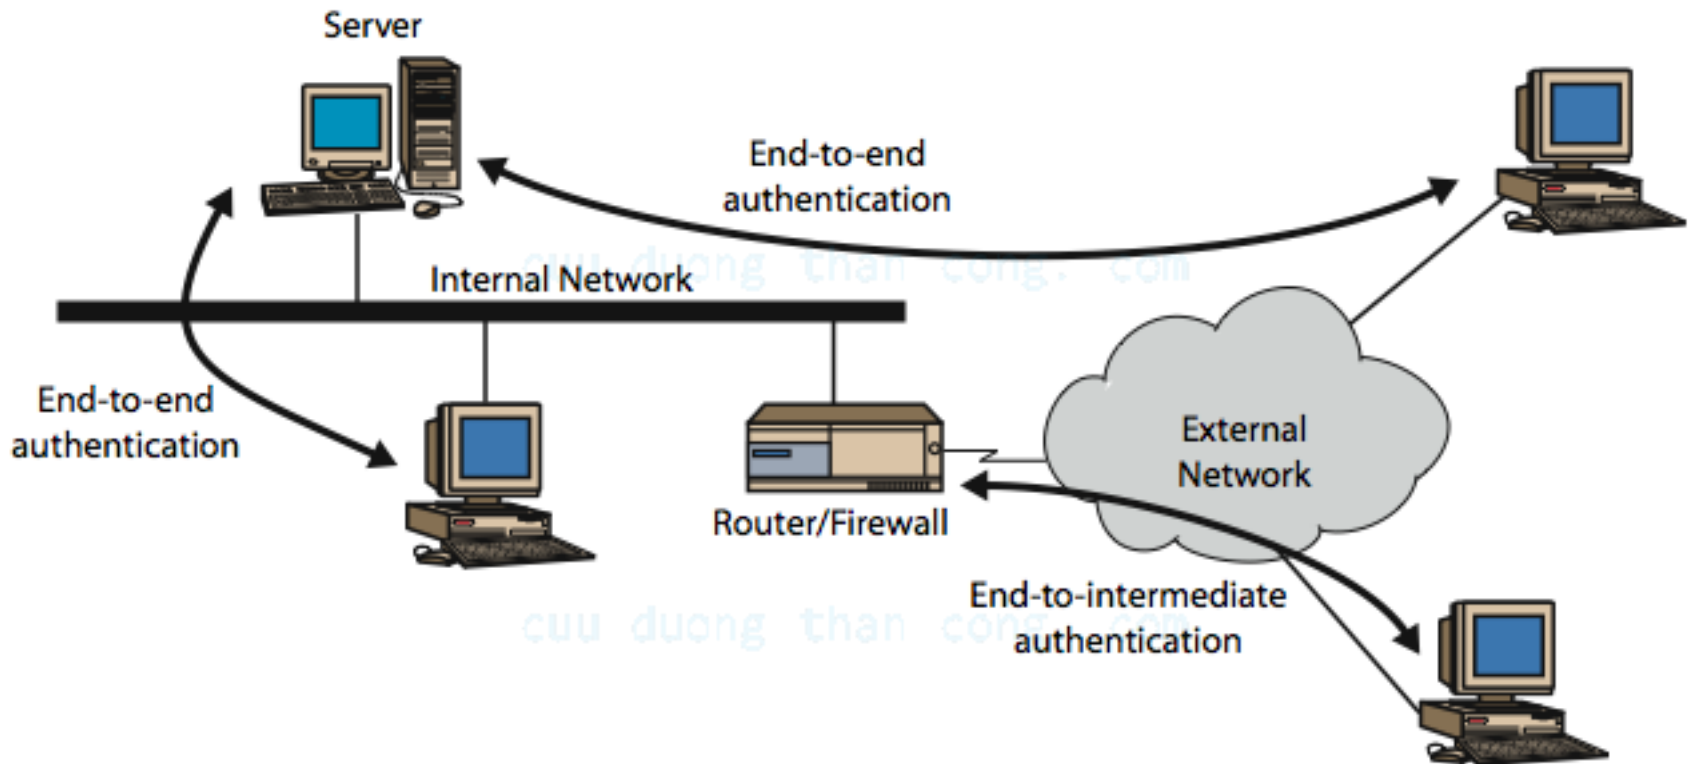 Server
End-to-end
authentication
cuu duong than cong. com
Internal Network
End-to-end
authentication
External
Network
Router/Firewall
End-to-intermediate
authentication
cuu duong than cong. com